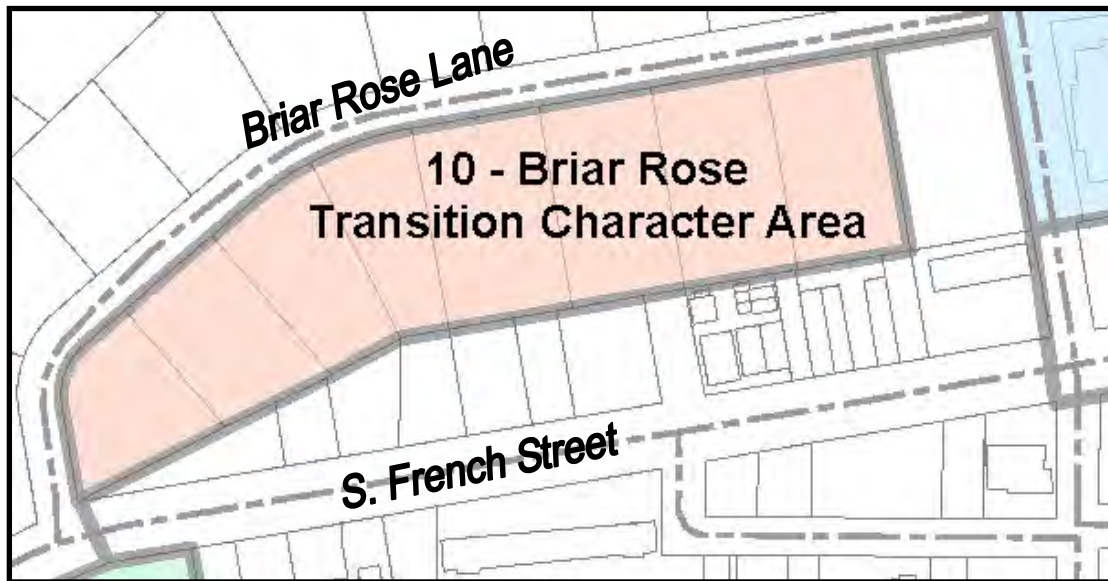 Briar Rose Lane
10 - Briar Rose
Transition Character Area
S. French Street